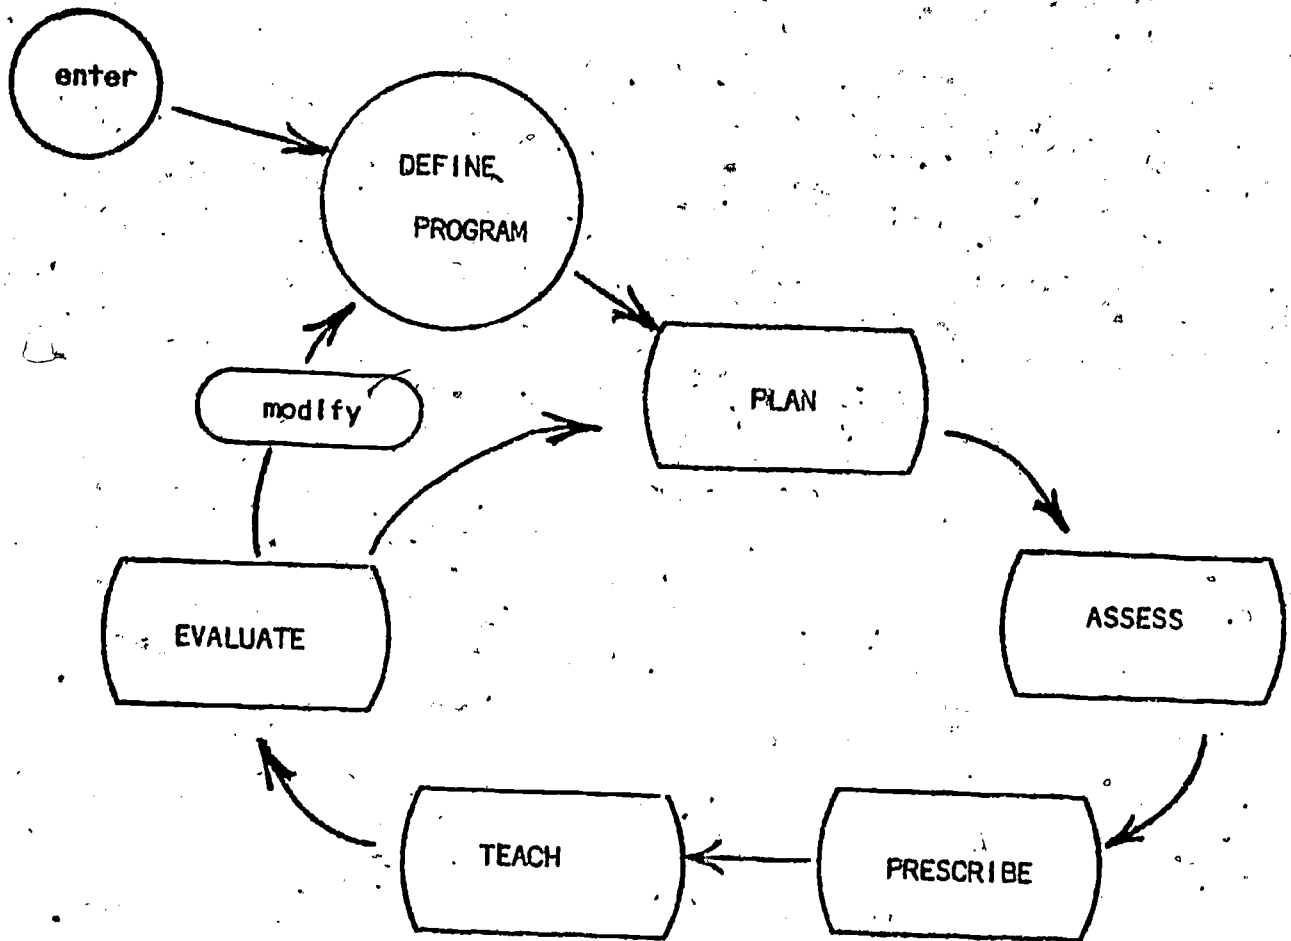 enter
DEFINE
PROGRAM
PLAN
modify
ASSESS
EVALUATE
TEACH
PRESCRIBE